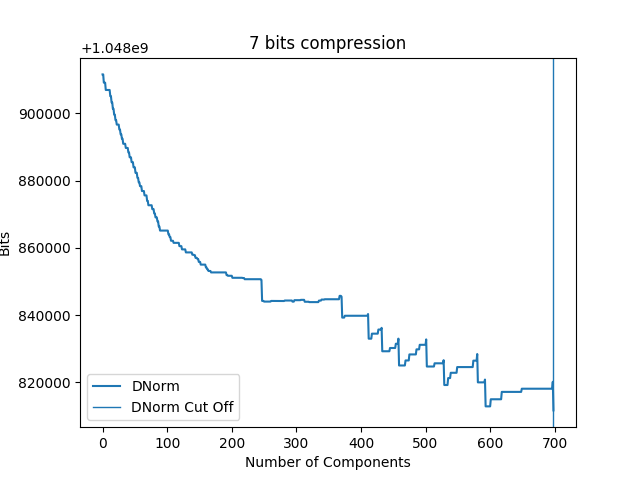 7 bits compression
+1.048e9
900000
880000
860000
840000
820000
Bits
DNorm
DNorm Cut Off
0 100 200 300 400 500 600 700
Number of Components